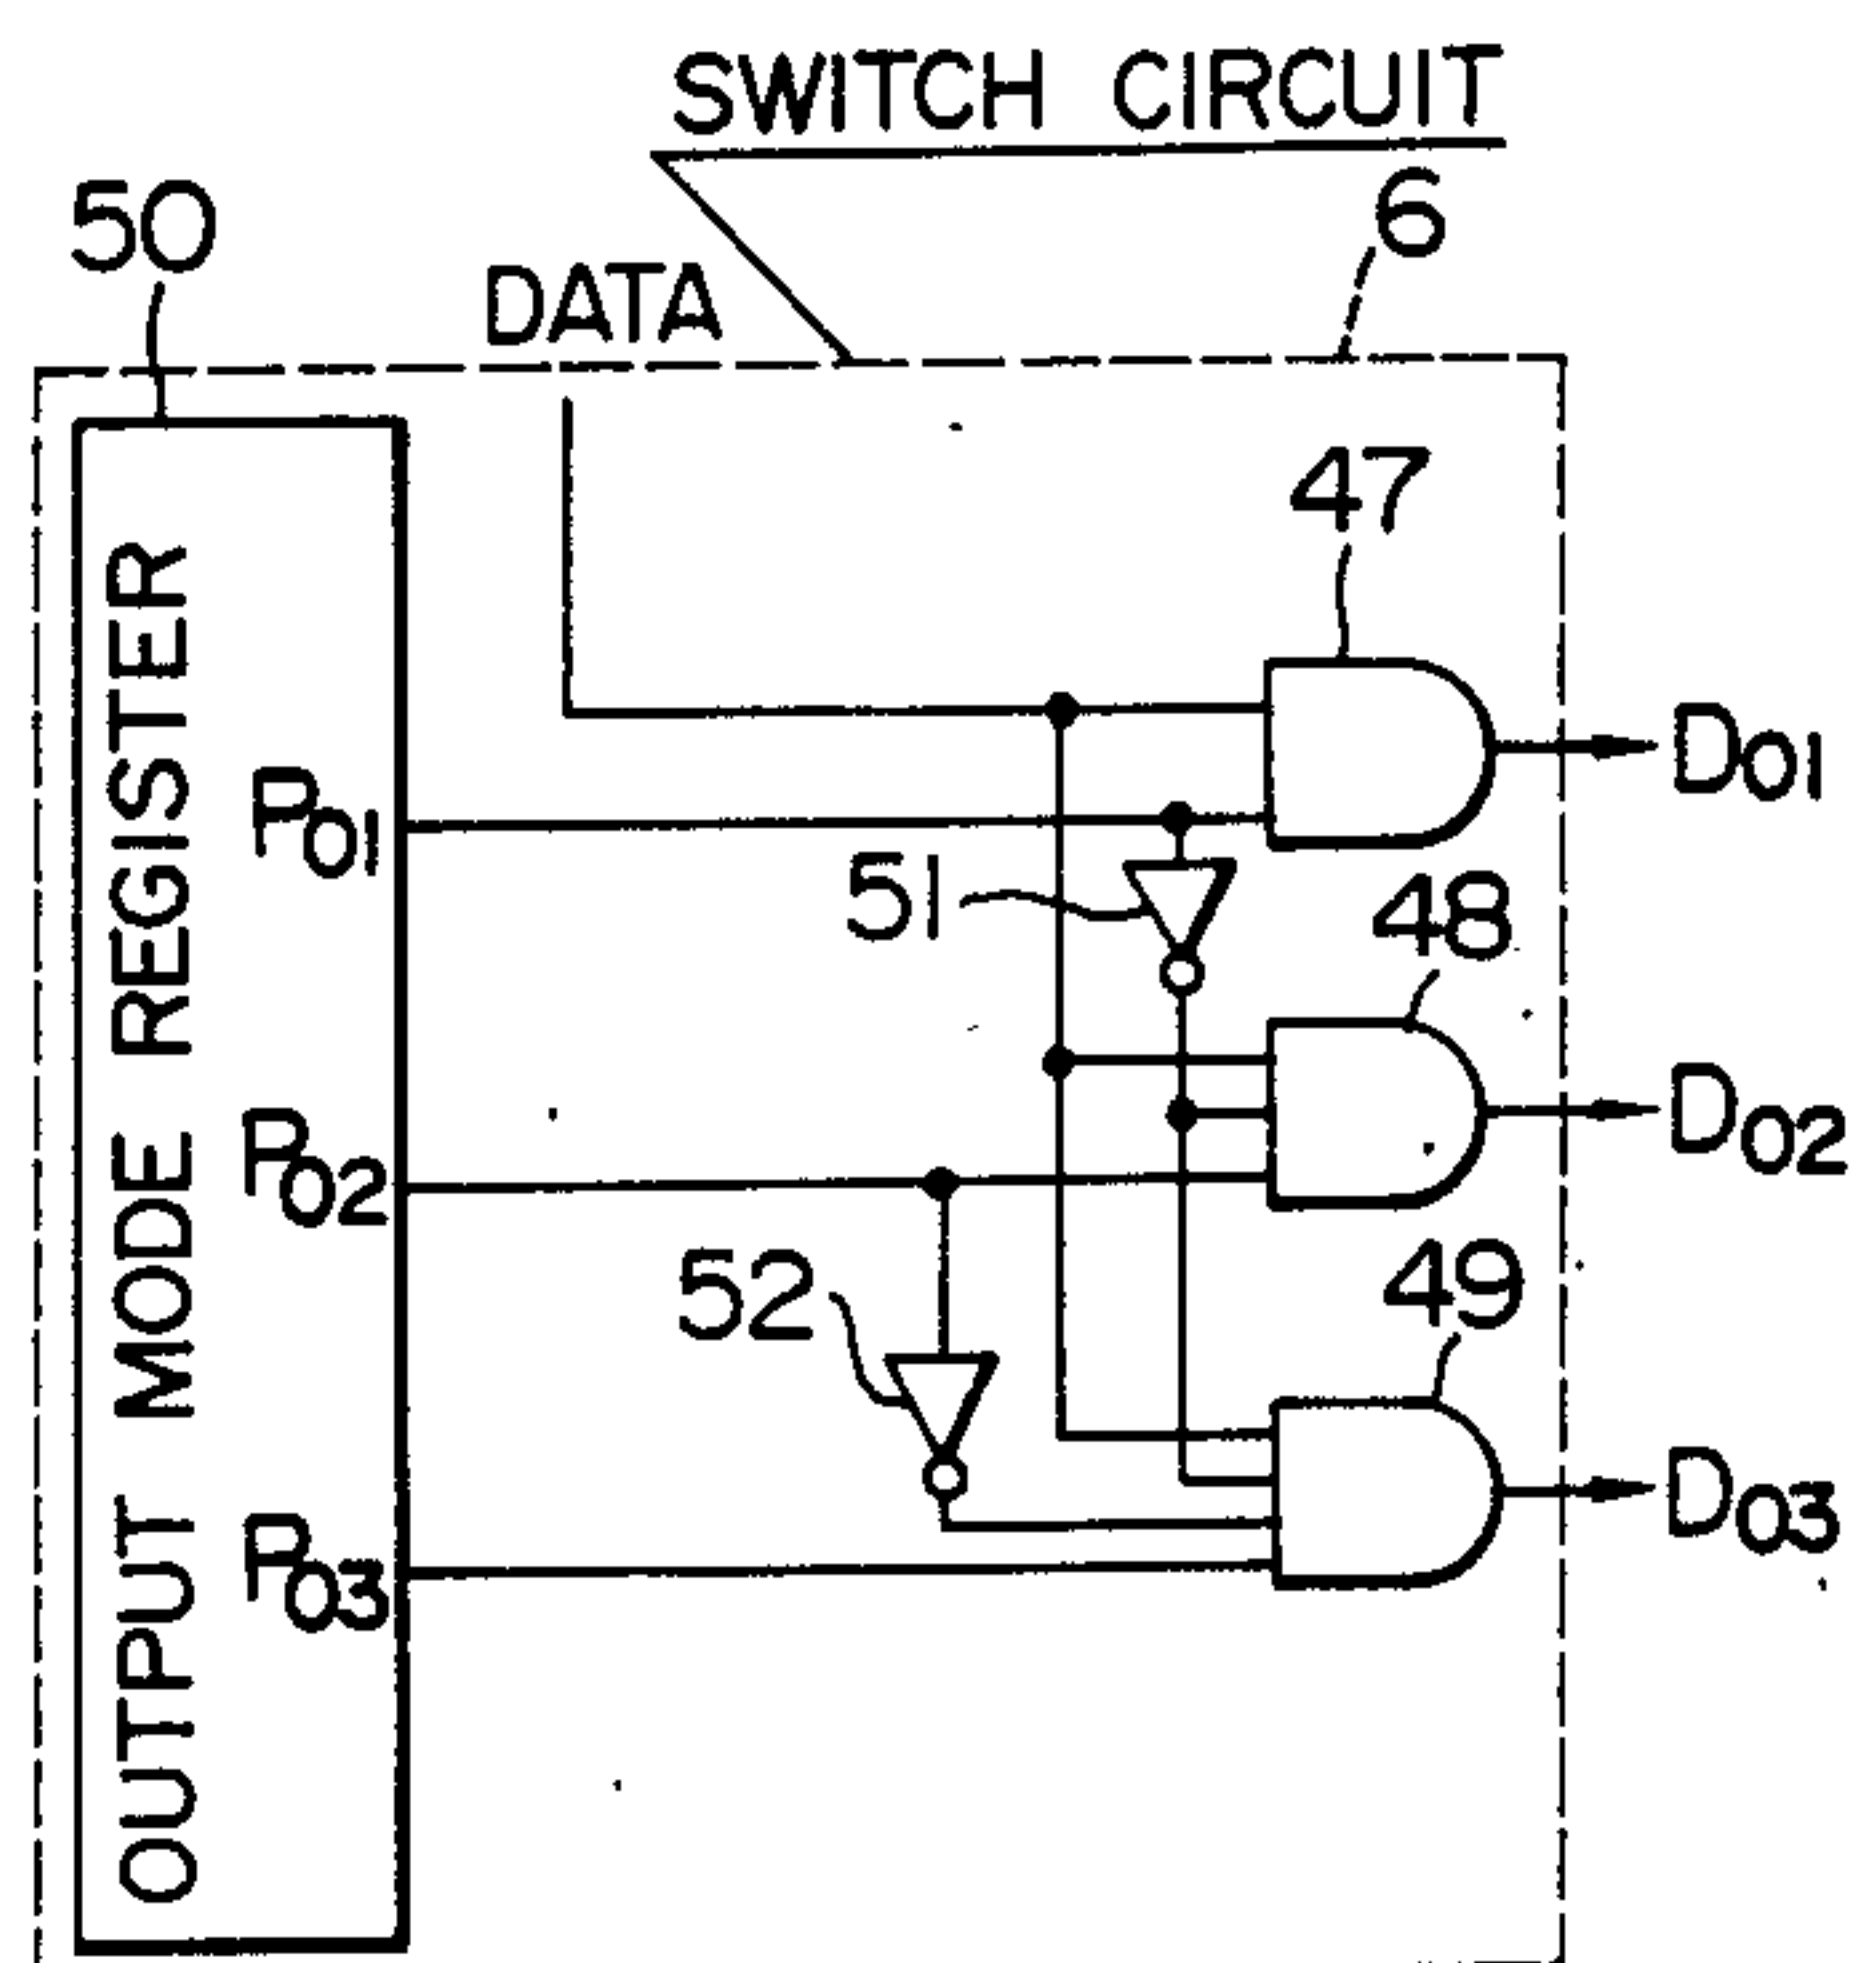 SWITCH CIRCUIT
50
6
DATA
47
OUTPUT MODE REGISTER
P01
D01
51
48
P02
D02
52
49
P03
D03